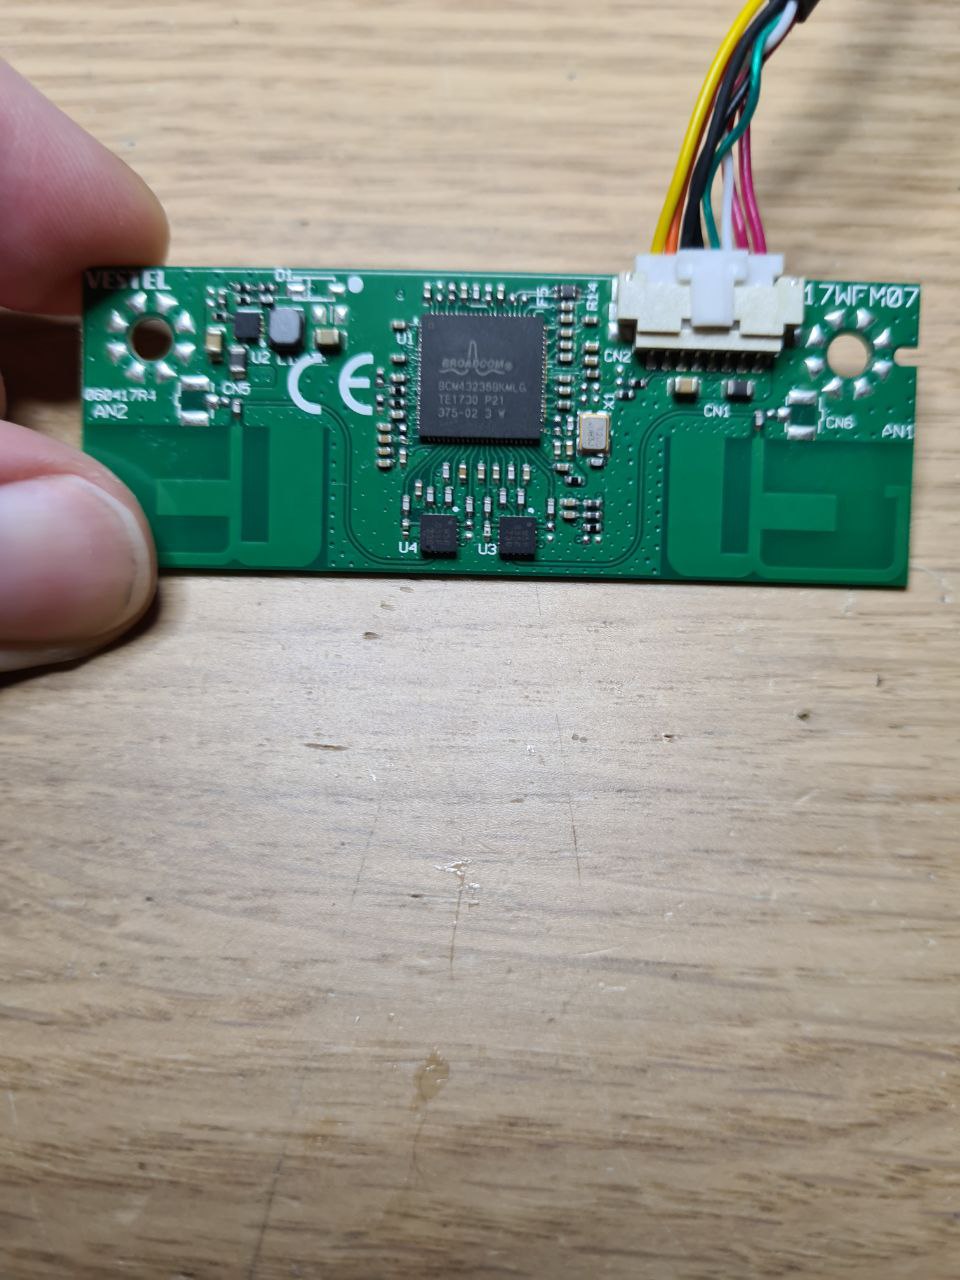 VESTEL
D1
17WFM07
R14
U1
BROADCOM®
BCM43235BKMLG
TE1730 P21
375-02 3 W
U2
CE
CN2
X1
CN5
CN1
060417R4
AN2
CN6
AN1
U4
U3